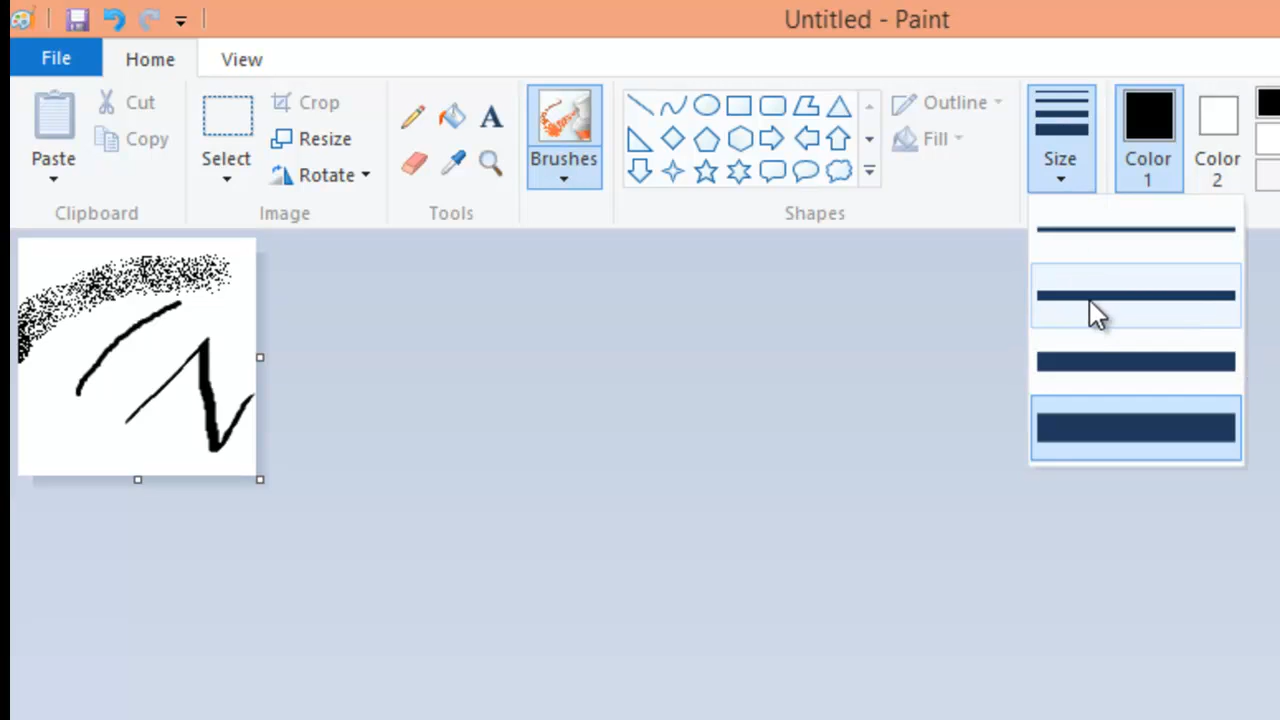 Untitled - Paint
File Home View
Paste
Cut
Copy
Clipboard
Select
Crop
Resize
Rotate
Image
A
Tools
Brushes
Outline
Fill
Shapes
Size
Color
1
Color
2